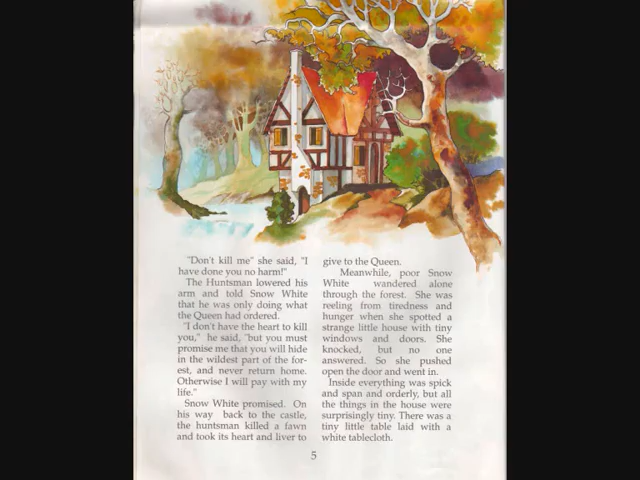 "Don't kill me" she said, "I
have done you no harm!"
The Huntsman lowered his
arm and told Snow White
that he was only doing what
the Queen had ordered.
"I don't have the heart to kill
you," he said, "but you must
promise me that you will hide
in the wildest part of the for-
est, and never return home.
Otherwise I will pay with my
life."
Snow White promised. On
his way back to the castle,
the huntsman killed a fawn
and took its heart and liver to
give to the Queen.
Meanwhile, poor Snow
White wandered alone
through the forest. She was
reeling from tiredness and
hunger when she spotted a
strange little house with tiny
windows and doors. She
knocked, but no one
answered. So she pushed
open the door and went in.
Inside everything was spick
and span and orderly, but all
the things in the house were
surprisingly tiny. There was a
tiny little table laid with a
white tablecloth.
5